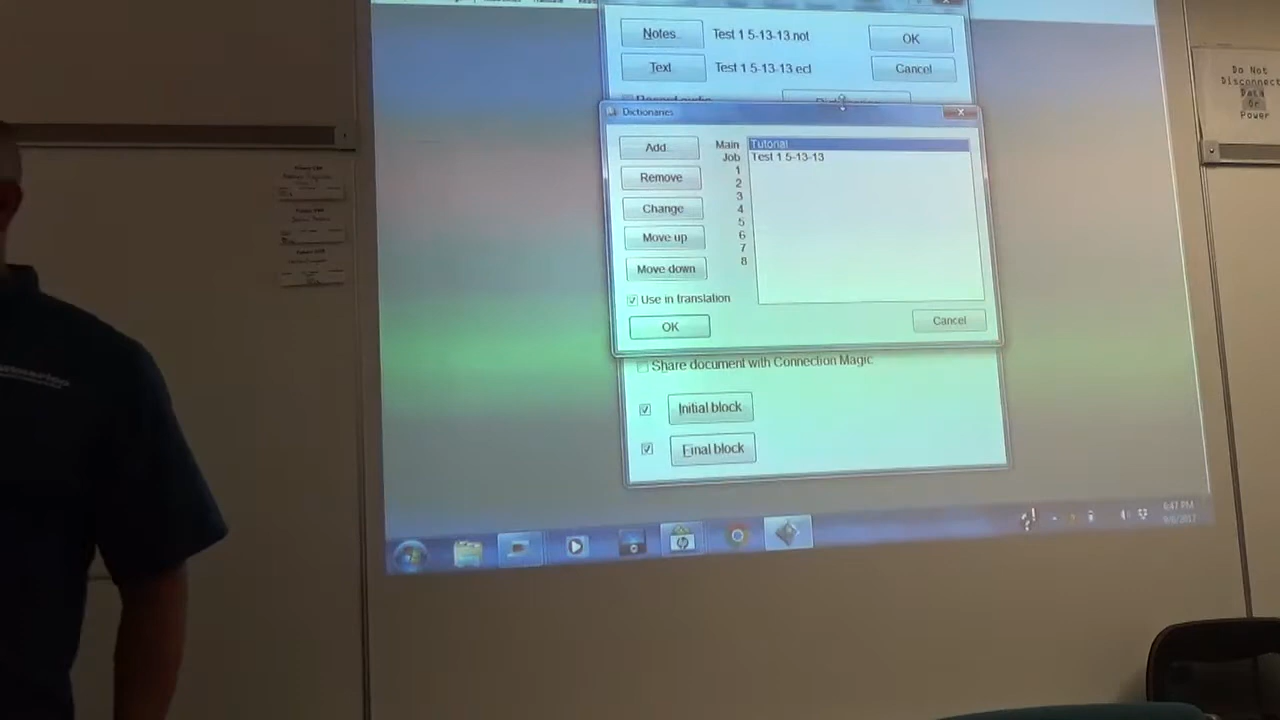 Notes... Test 1 5-13-13.not OK
Text Test 1 5-13-13.ecl Cancel
Dictionaries
Add... Main Tutorial
Job Test 1 5-13-13
Remove 1
2
3
Change 4
5
Move up 6
7
Move down 8
Use in translation
OK Cancel
Share document with Connection Magic
Initial block
Final block
6:47 PM
Do Not
Disconnect
Data
Or
Power